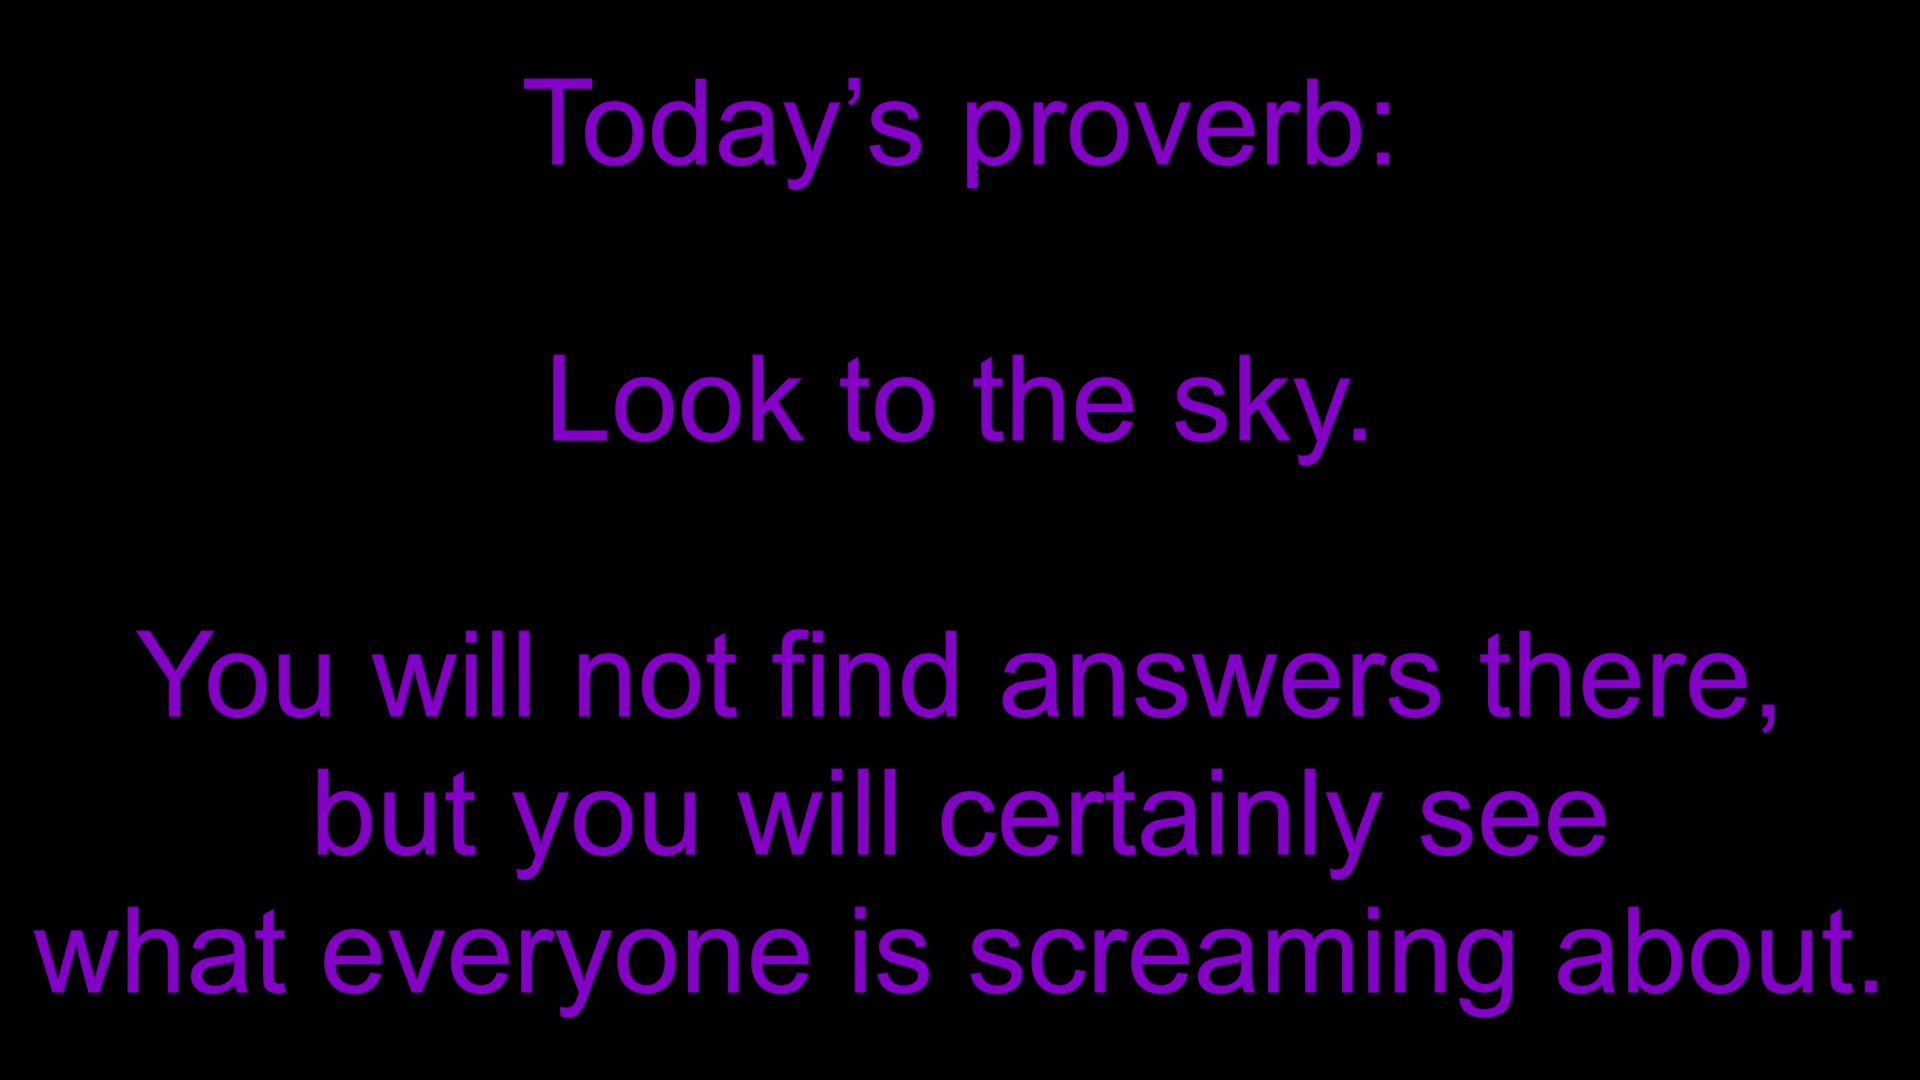 Today’s proverb:
Look to the sky.
You will not find answers there,
but you will certainly see
what everyone is screaming about.